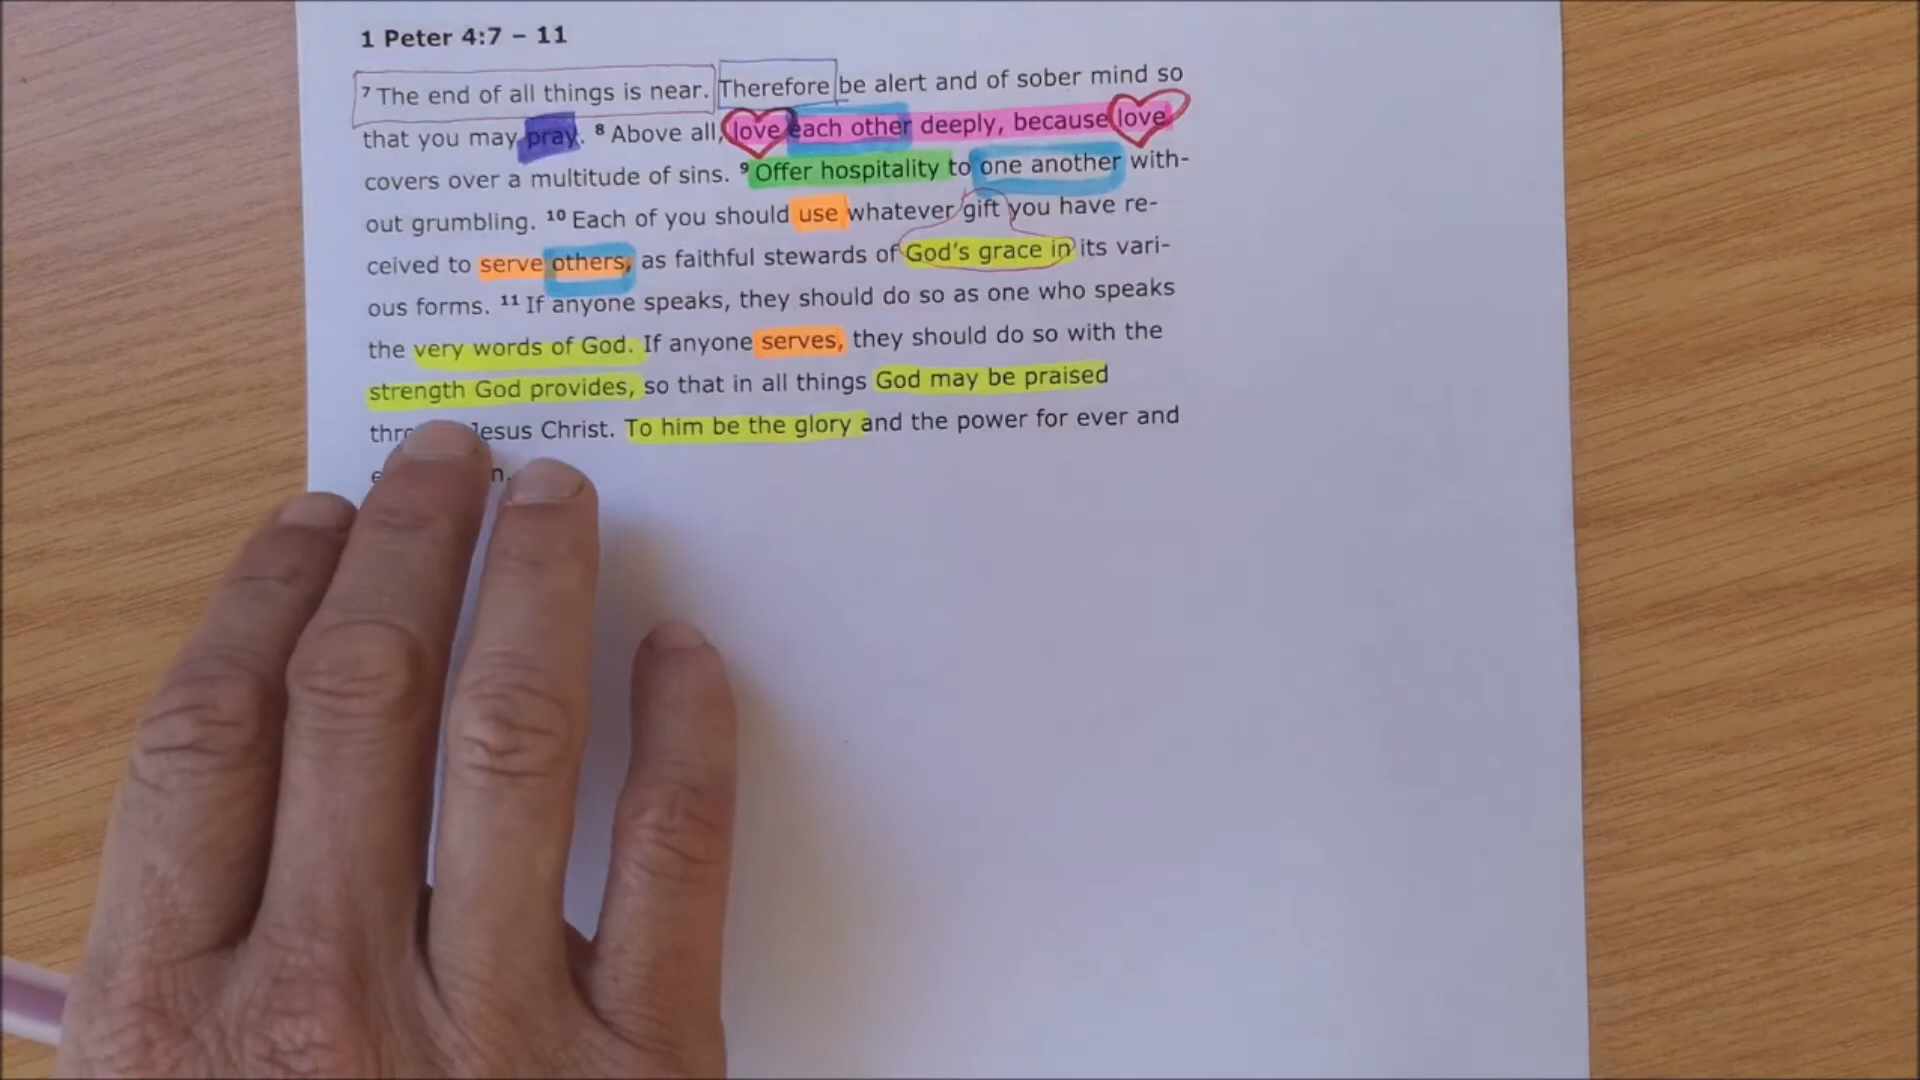 1 Peter 4:7 – 11
7 The end of all things is near. Therefore be alert and of sober mind so
that you may pray. 8 Above all, love each other deeply, because love
covers over a multitude of sins. 9 Offer hospitality to one another with-
out grumbling. 10 Each of you should use whatever gift you have re-
ceived to serve others, as faithful stewards of God's grace in its vari-
ous forms. 11 If anyone speaks, they should do so as one who speaks
the very words of God. If anyone serves, they should do so with the
strength God provides, so that in all things God may be praised
Jesus Christ. To him be the glory and the power for ever and